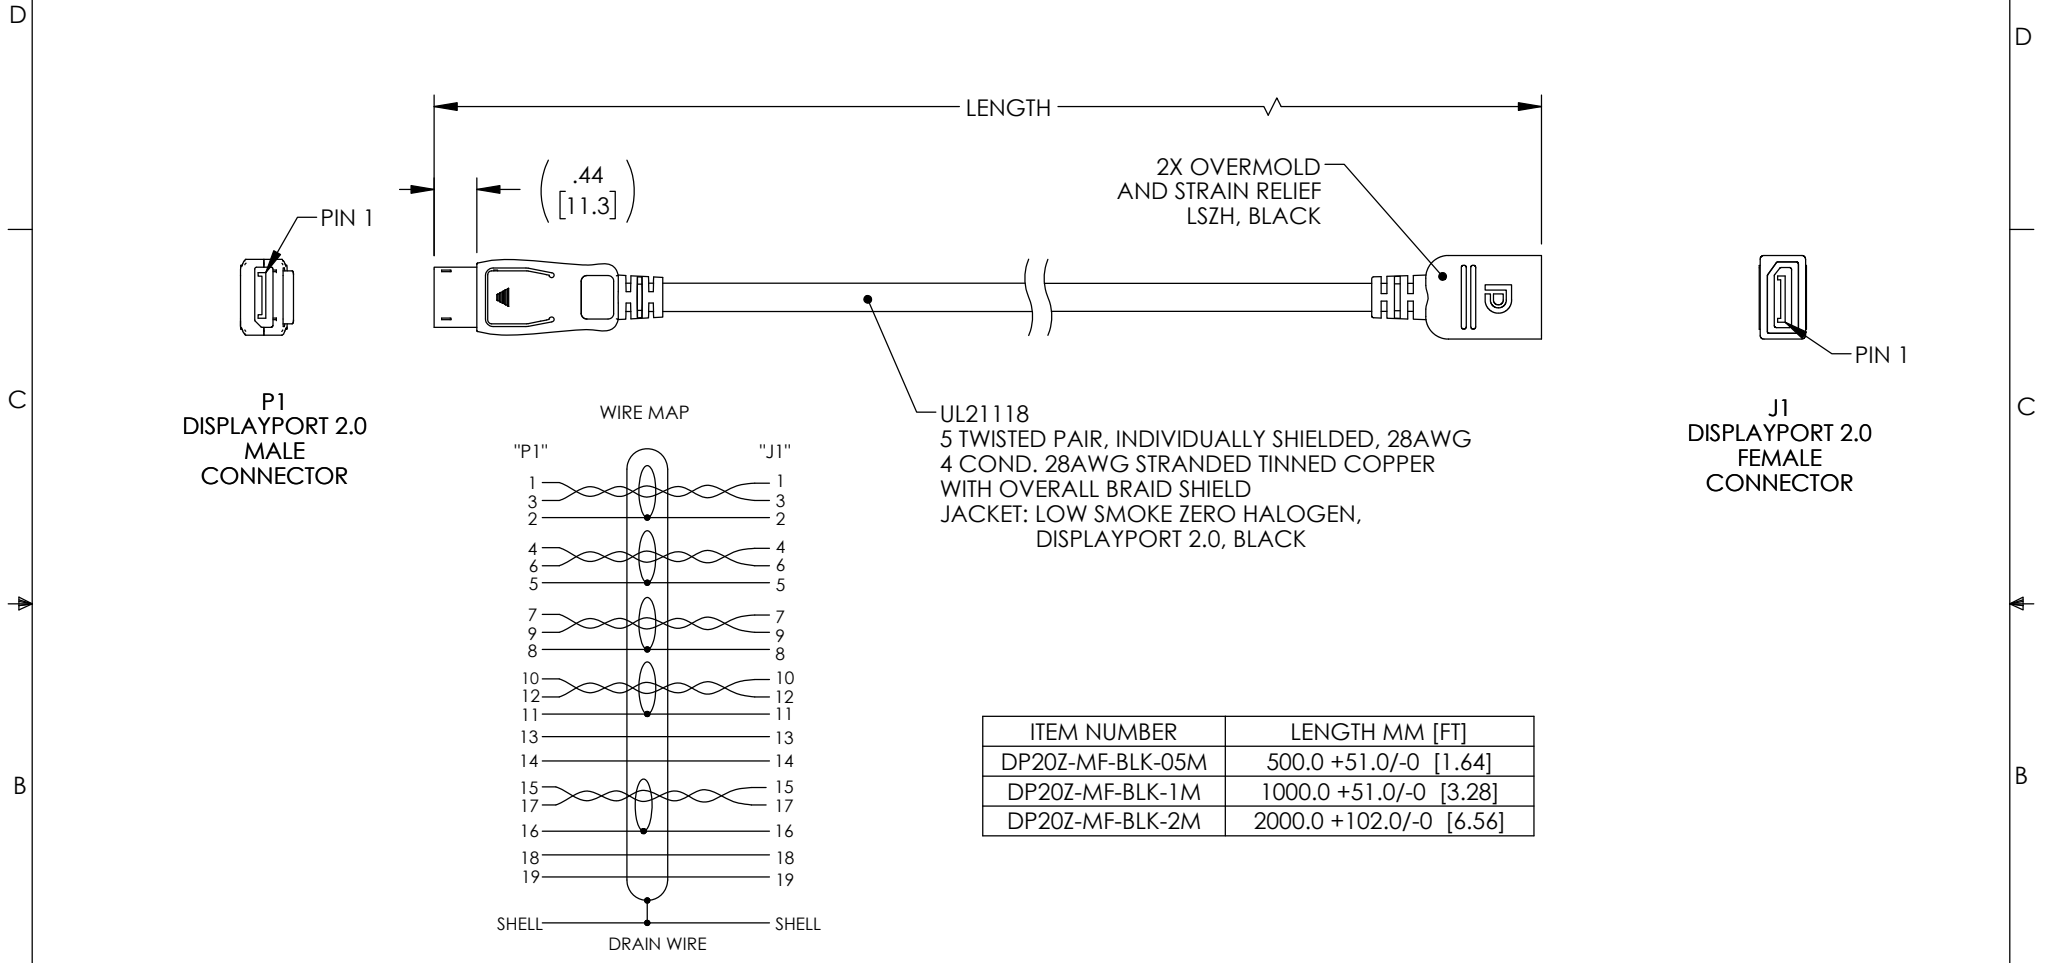 D
D
LENGTH
.44
[11.3]
2X OVERMOLD
AND STRAIN RELIEF
LSZH, BLACK
PIN 1
PIN 1
P1
DISPLAYPORT 2.0
MALE
CONNECTOR
J1
DISPLAYPORT 2.0
FEMALE
CONNECTOR
C
C
UL21118
5 TWISTED PAIR, INDIVIDUALLY SHIELDED, 28AWG
4 COND. 28AWG STRANDED TINNED COPPER
WITH OVERALL BRAID SHIELD
JACKET: LOW SMOKE ZERO HALOGEN,
DISPLAYPORT 2.0, BLACK
WIRE MAP
"P1" "J1"
1 1
3 3
2 2
4 4
6 6
5 5
7 7
9 9
8 8
10 10
12 12
11 11
13 13
14 14
15 15
17 17
16 16
18 18
19 19
SHELL SHELL
DRAIN WIRE
ITEM NUMBER LENGTH MM [FT]
DP20Z-MF-BLK-05M 500.0 +51.0/-0 [1.64]
DP20Z-MF-BLK-1M 1000.0 +51.0/-0 [3.28]
DP20Z-MF-BLK-2M 2000.0 +102.0/-0 [6.56]
B
B